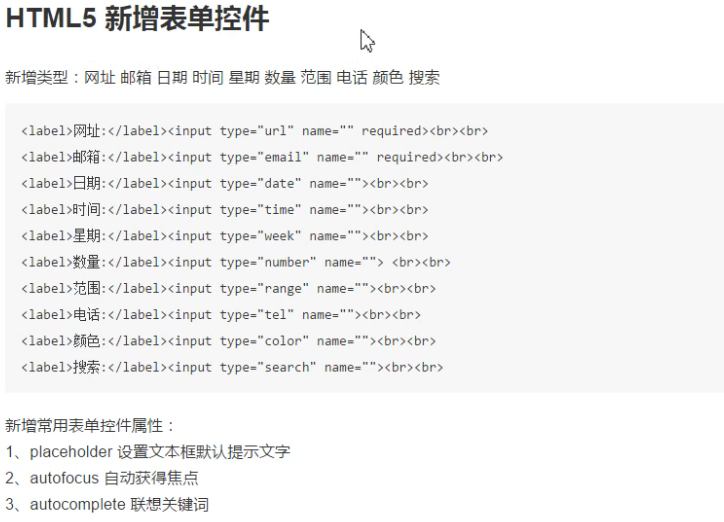 HTML5 新增表单控件
新增类型：网址 邮箱 日期 时间 星期 数量 范围 电话 颜色 搜索
<label>网址:</label><input type="url" name="" required><br><br>
<label>邮箱:</label><input type="email" name="" required><br><br>
<label>日期:</label><input type="date" name=""><br><br>
<label>时间:</label><input type="time" name=""><br><br>
<label>星期:</label><input type="week" name=""><br><br>
<label>数量:</label><input type="number" name=""> <br><br>
<label>范围:</label><input type="range" name=""><br><br>
<label>电话:</label><input type="tel" name=""><br><br>
<label>颜色:</label><input type="color" name=""><br><br>
<label>搜索:</label><input type="search" name=""><br><br>
新增常用表单控件属性：
1、placeholder 设置文本框默认提示文字
2、autofocus 自动获得焦点
3、autocomplete 联想关键词